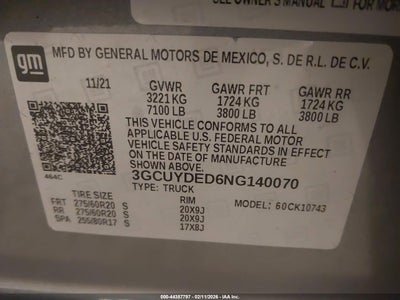 SEE OWNER'S MANUAL
FOR MOR
gm
MFD BY GENERAL MOTORS DE MEXICO, S. DE R.L. DE C.V.
11/21 GVWR GAWR FRT GAWR RR
3221 KG 1724 KG 1724 KG
7100 LB 3800 LB 3800 LB
THIS VEHICLE CONFORMS TO ALL
APPLICABLE U.S. FEDERAL MOTOR
VEHICLE SAFETY STANDARDS IN EFFECT
ON THE DATE OF MANUFACTURE
SHOWN ABOVE.
464C 3GCUYDED6NG140070
TYPE: TRUCK
TIRE SIZE RIM MODEL: 60CK10743
FRT 275/60R20 S 20X9J
RR 275/60R20 S 20X9J
SPA 255/80R17 S 17X8J
000-44357797 - 02/11/2026 - IAA Inc.